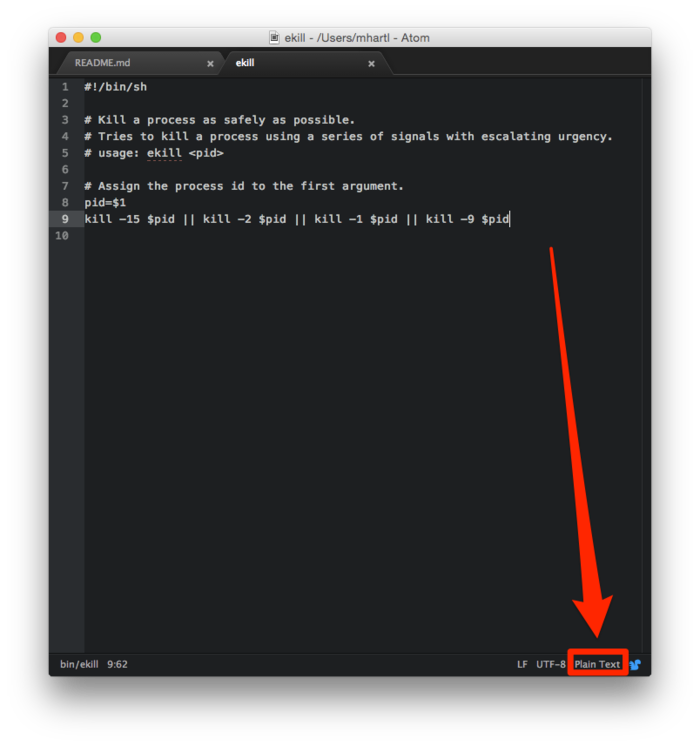 ekill - /Users/mhartl - Atom
README.md × ekill ×
1 #!/bin/sh
2
3 # Kill a process as safely as possible.
4 # Tries to kill a process using a series of signals with escalating urgency.
5 # usage: ekill <pid>
6
7 # Assign the process id to the first argument.
8 pid=$1
9 kill -15 $pid || kill -2 $pid || kill -1 $pid || kill -9 $pid
10
bin/ekill 9:62 LF UTF-8 Plain Text